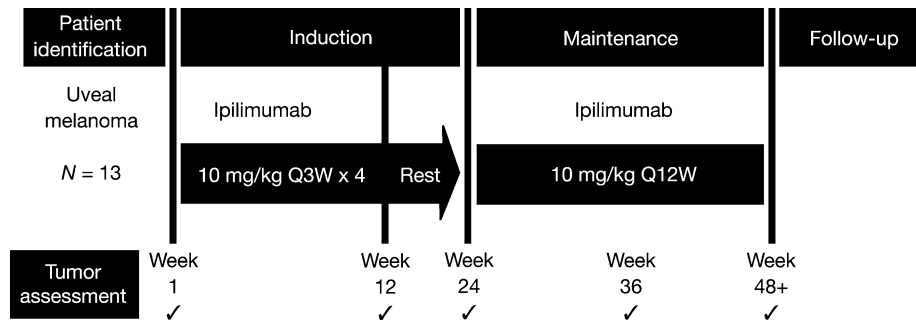 Patient
identification
Induction
Maintenance
Follow-up
Uveal
melanoma
Ipilimumab
Ipilimumab
N = 13
10 mg/kg Q3W x 4
Rest
10 mg/kg Q12W
Tumor
assessment
Week
1
✓
Week
12
✓
Week
24
✓
Week
36
✓
Week
48+
✓